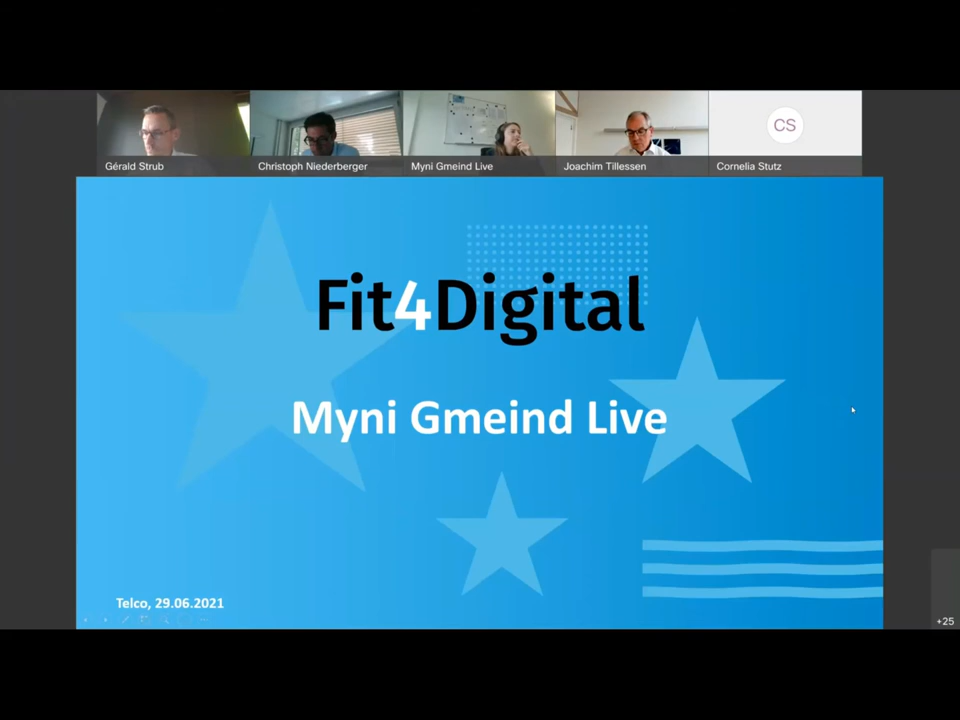 CS
Gérald Strub
Christoph Niederberger
Myni Gmeind Live
Joachim Tillessen
Cornelia Stutz
Fit4Digital
Myni Gmeind Live
Telco, 29.06.2021
+25